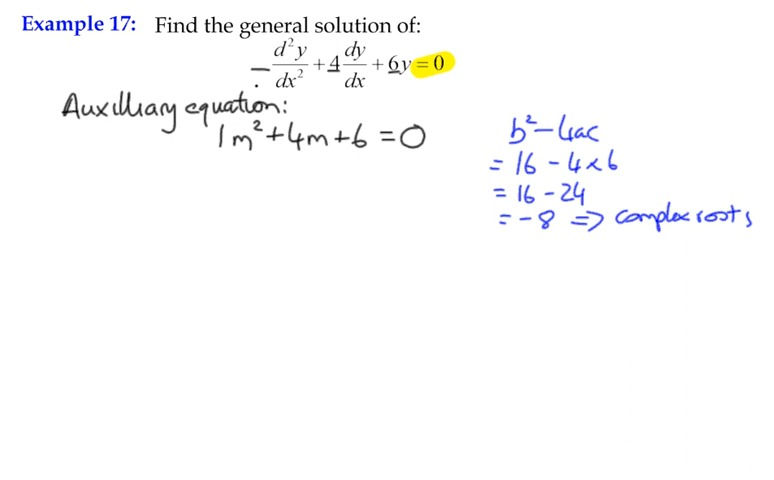 Example 17: Find the general solution of:
d²y/dx² + 4 dy/dx + 6y = 0
Auxilliary equation:
1m² + 4m + 6 = 0
b² - 4ac
= 16 - 4 × 6
= 16 - 24
= -8 ⇒ complex roots